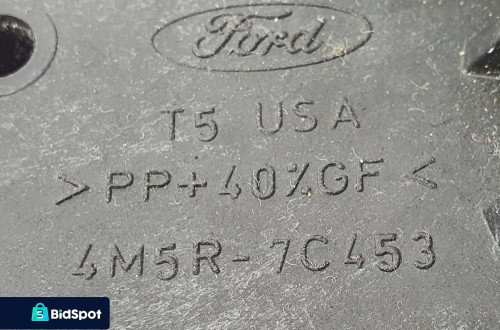 Ford
T5 USA
>PP+40%GF<
4M5R-7C453
BidSpot